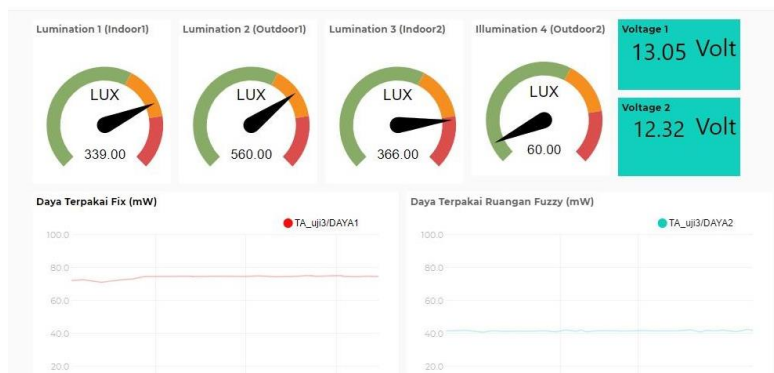 Lumination 1 (Indoor1)
Lumination 2 (Outdoor1)
Lumination 3 (Indoor2)
Illumination 4 (Outdoor2)
Voltage 1
13.05 Volt
LUX
339.00
LUX
560.00
LUX
366.00
LUX
60.00
Voltage 2
12.32 Volt
Daya Terpakai Fix (mW)
TA_uji3/DAYA1
100.0
80.0
60.0
40.0
20.0
Daya Terpakai Ruangan Fuzzy (mW)
TA_uji3/DAYA2
100.0
80.0
60.0
40.0
20.0